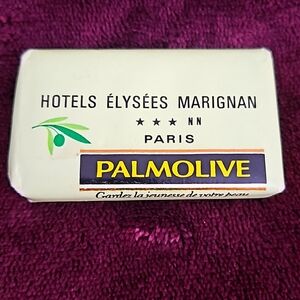 HOTELS ÉLYSÉES MARIGNAN
★ ★ ★ NN
PARIS
PALMOLIVE
Gardez la jeunesse de votre peau